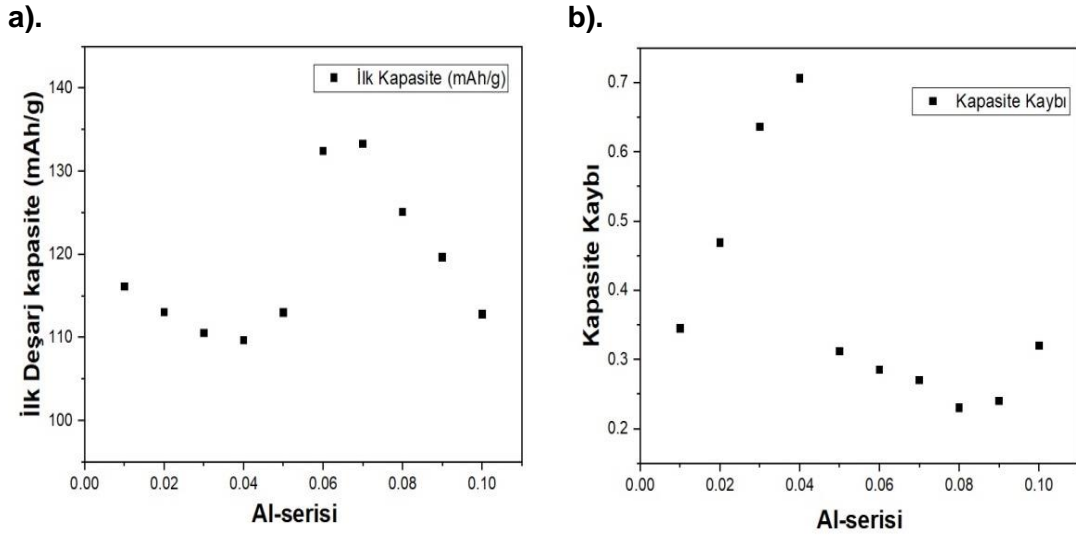 a).
İlk Kapasite (mAh/g)
140
130
120
110
100
0.00 0.02 0.04 0.06 0.08 0.10
İlk Deşarj kapasite (mAh/g)
Al-serisi
b).
Kapasite Kaybı
0.7
0.6
0.5
0.4
0.3
0.2
0.00 0.02 0.04 0.06 0.08 0.10
Kapasite Kaybı
Al-serisi